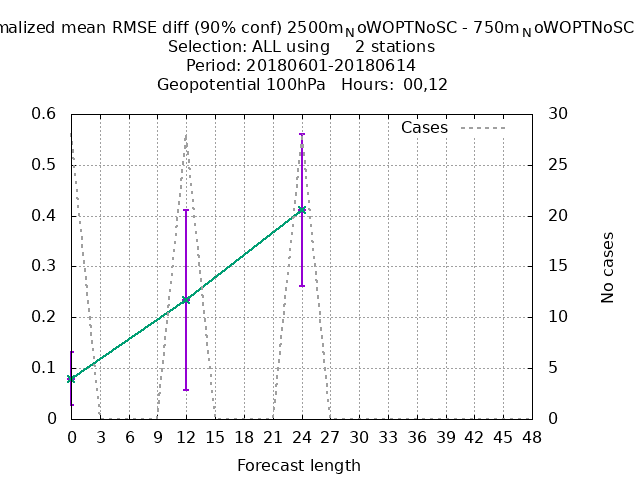 malized mean RMSE diff (90% conf) 2500mNoWOPTNoSC - 750mNoWOPTNoSC
Selection: ALL using 2 stations
Period: 20180601-20180614
Geopotential 100hPa Hours: 00,12
Cases
0.6
0.5
0.4
0.3
0.2
0.1
0
30
25
20
15
10
5
0
No cases
0 3 6 9 12 15 18 21 24 27 30 33 36 39 42 45 48
Forecast length